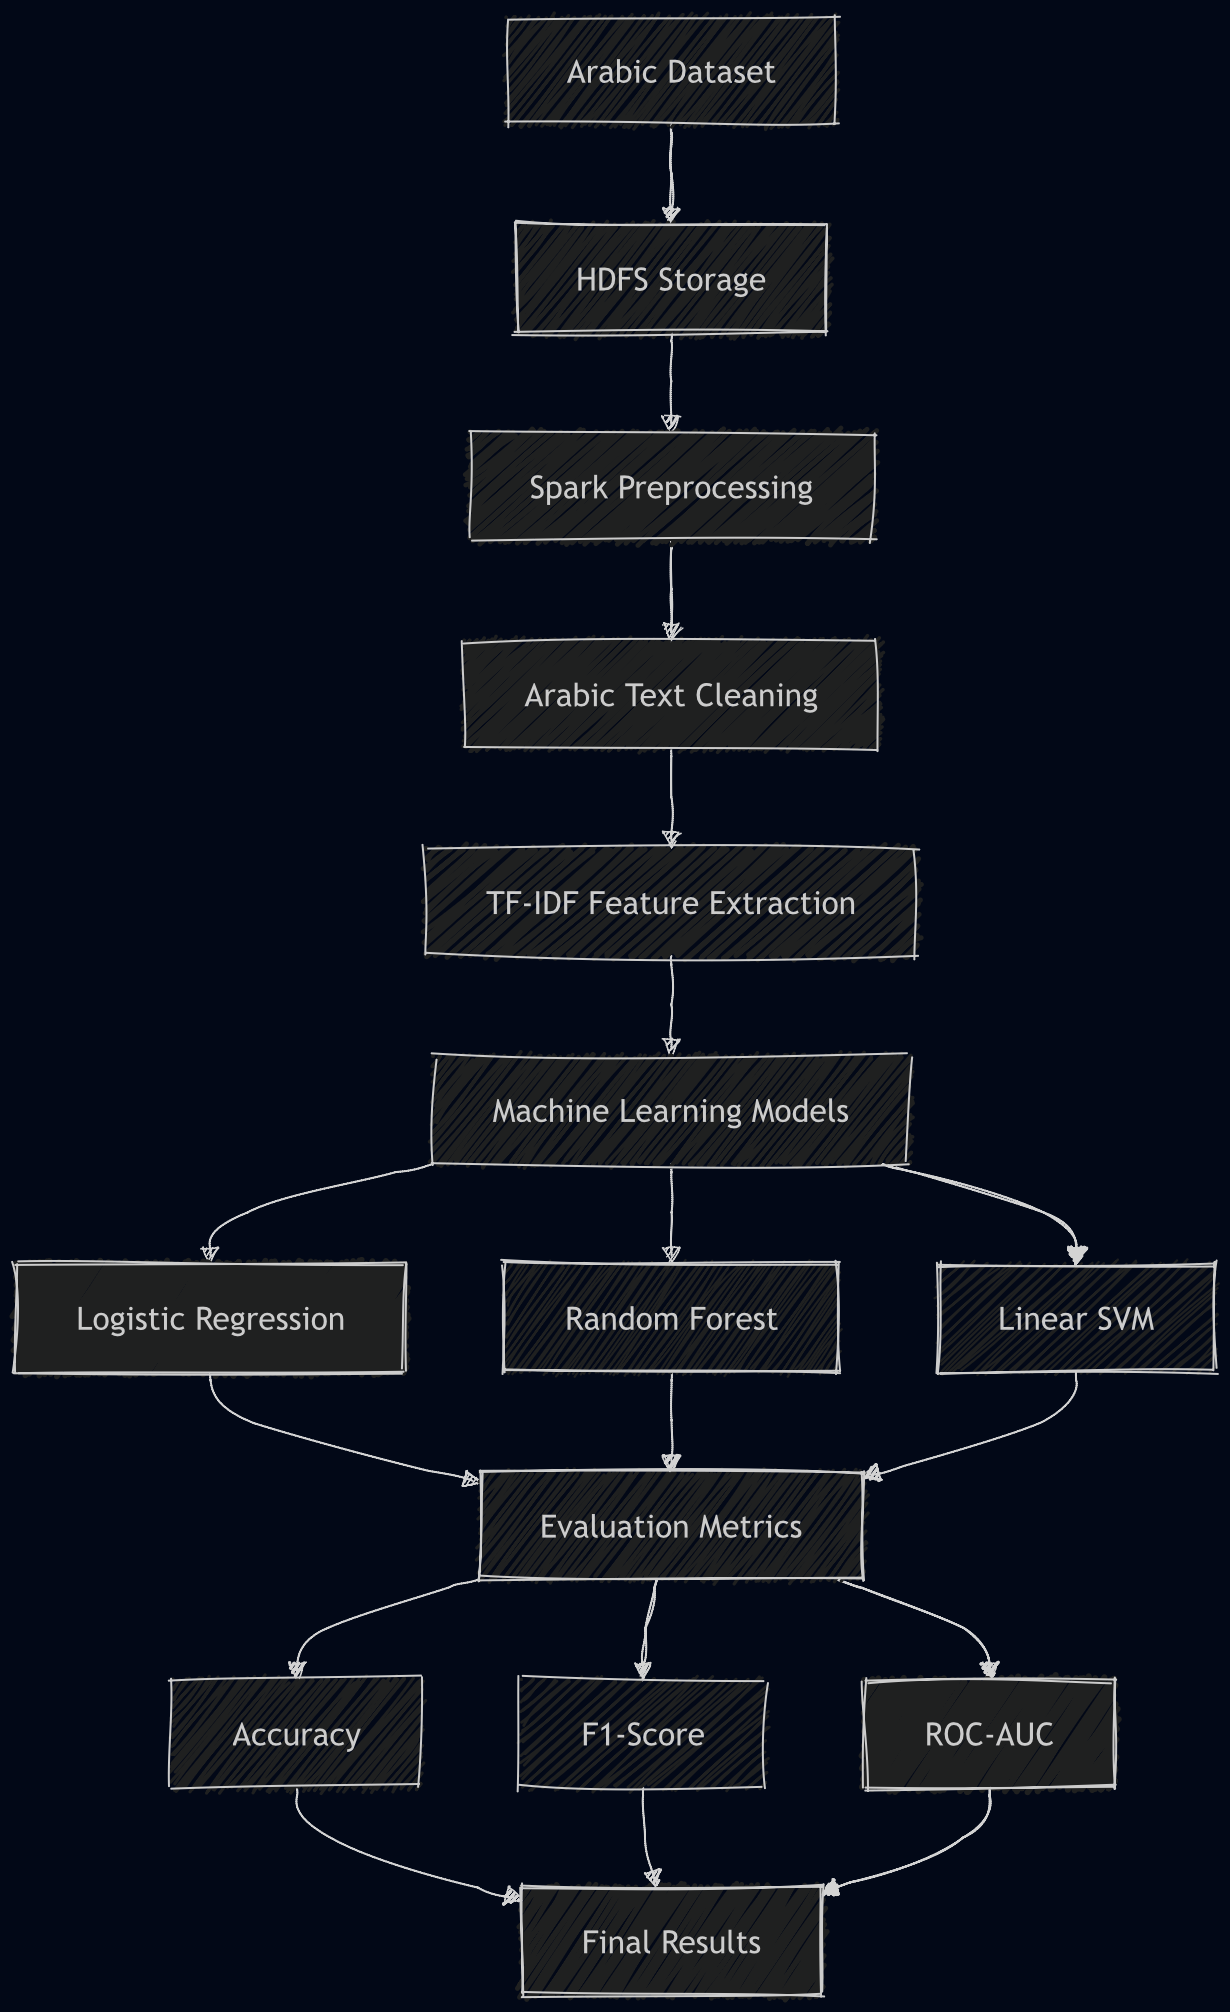 Arabic Dataset
HDFS Storage
Spark Preprocessing
Arabic Text Cleaning
TF-IDF Feature Extraction
Machine Learning Models
Logistic Regression
Random Forest
Linear SVM
Evaluation Metrics
Accuracy
F1-Score
ROC-AUC
Final Results